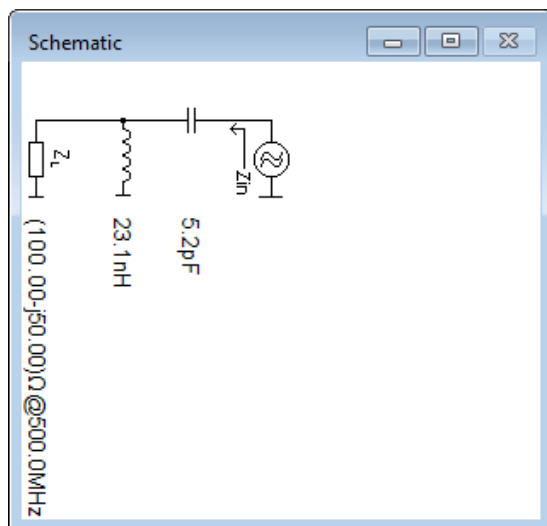 Schematic
ZL
Zin
5.2pF
23.1nH
(100.00-j50.00)Ω@500.0MHz